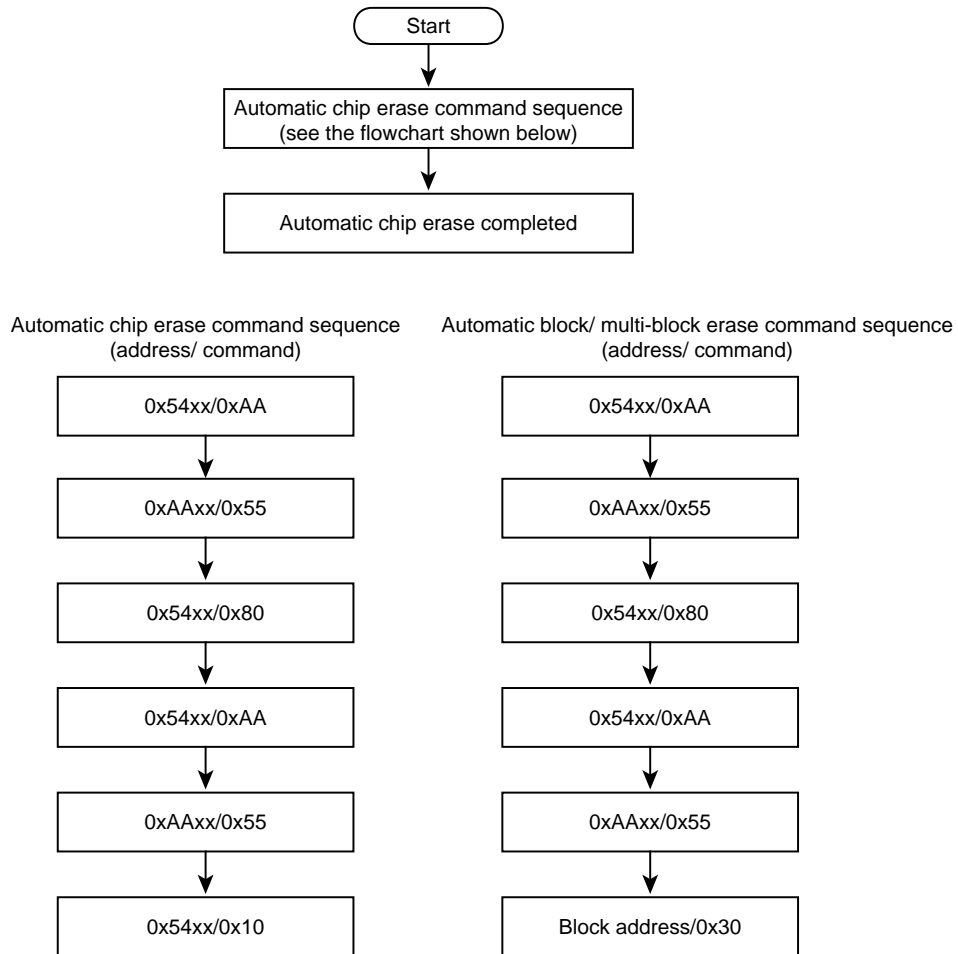 Start
Automatic chip erase command sequence
(see the flowchart shown below)
Automatic chip erase completed
Automatic chip erase command sequence
(address/ command)
0x54xx/0xAA
0xAAxx/0x55
0x54xx/0x80
0x54xx/0xAA
0xAAxx/0x55
0x54xx/0x10
Automatic block/ multi-block erase command sequence
(address/ command)
0x54xx/0xAA
0xAAxx/0x55
0x54xx/0x80
0x54xx/0xAA
0xAAxx/0x55
Block address/0x30